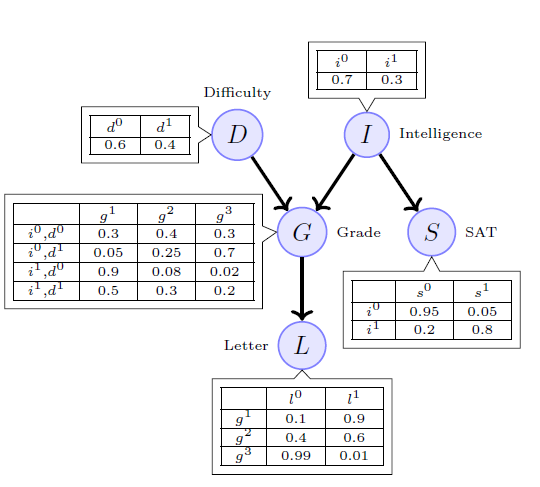 i⁰ i¹
0.7 0.3
Difficulty
d⁰ d¹
0.6 0.4
D
I
Intelligence
g¹ g² g³
i⁰,d⁰ 0.3 0.4 0.3
i⁰,d¹ 0.05 0.25 0.7
i¹,d⁰ 0.9 0.08 0.02
i¹,d¹ 0.5 0.3 0.2
G
Grade
S
SAT
s⁰ s¹
i⁰ 0.95 0.05
i¹ 0.2 0.8
Letter
L
l⁰ l¹
g¹ 0.1 0.9
g² 0.4 0.6
g³ 0.99 0.01